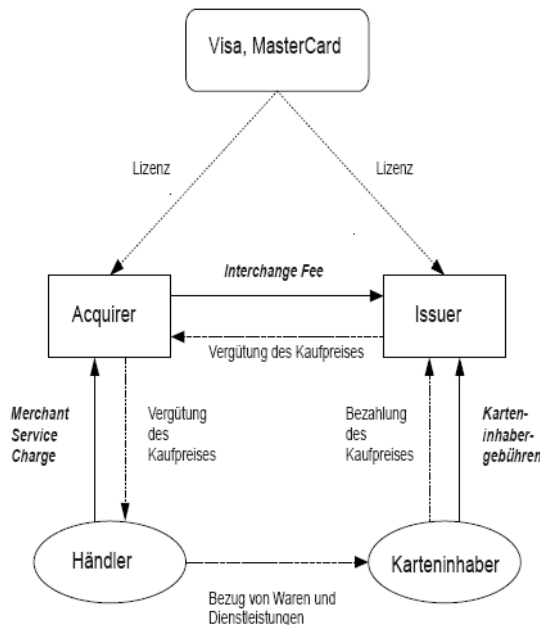 Visa, MasterCard
Lizenz
Lizenz
Interchange Fee
Acquirer
Issuer
Vergütung des Kaufpreises
Merchant
Service
Charge
Vergütung
des
Kaufpreises
Bezahlung
des
Kaufpreises
Karten-
inhaber-
gebühren
Händler
Karteninhaber
Bezug von Waren und
Dienstleistungen